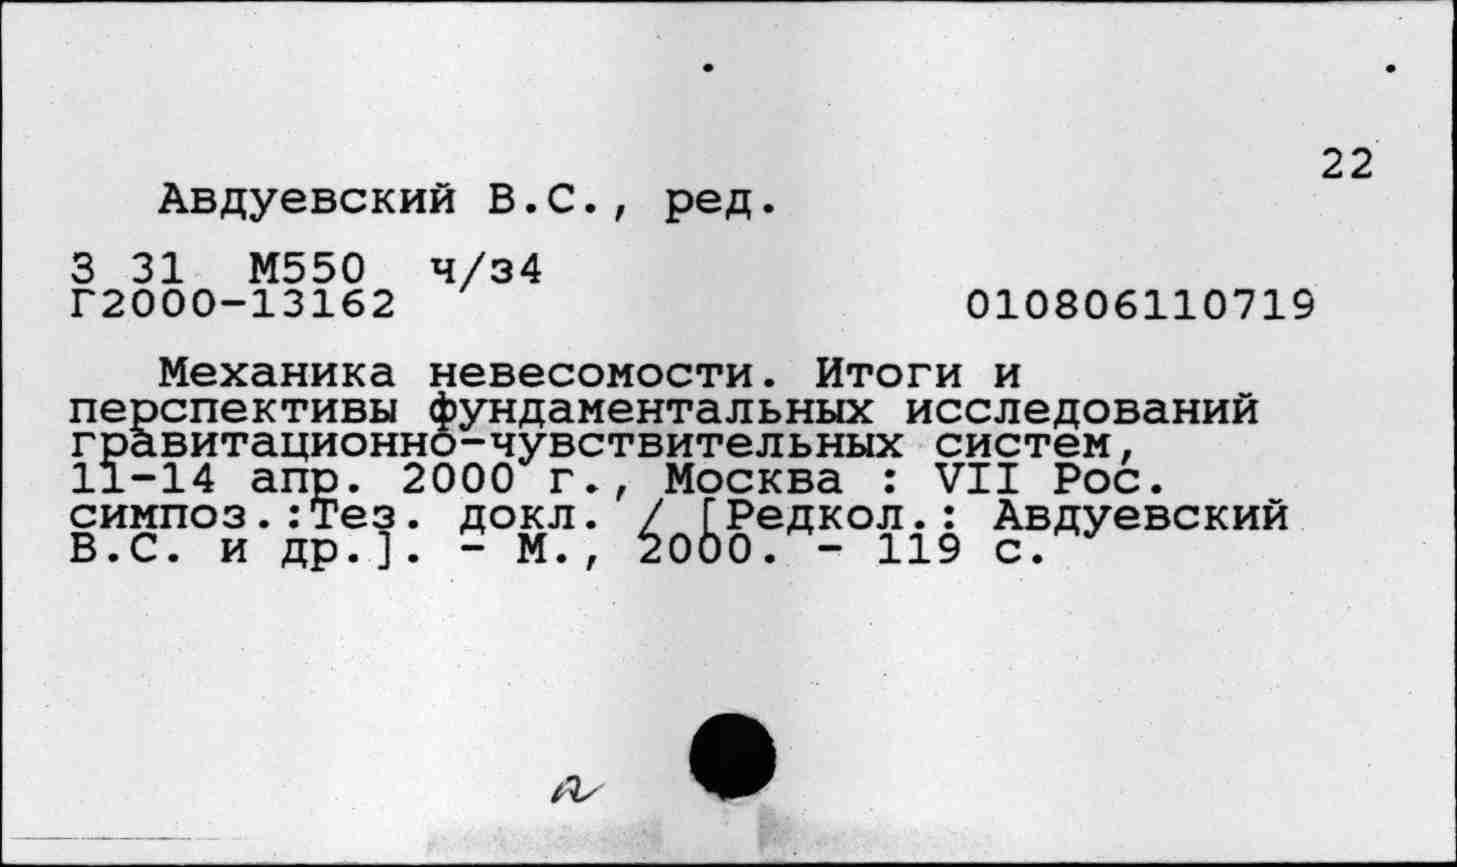 22
Авдуевский В.С., ред.
З 31 М550 ч/з4
Г2000-13162 010806110719
Механика невесомости. Итоги и
перспективы фундаментальных исследований
гравитационно-чувствительных систем,
11-14 апр. 2000 г., Москва : VII Рос.
симпоз.:Тез. докл. / [Редкол.: Авдуевский
В.С. и др.]. - М., 2000. - 119 с.